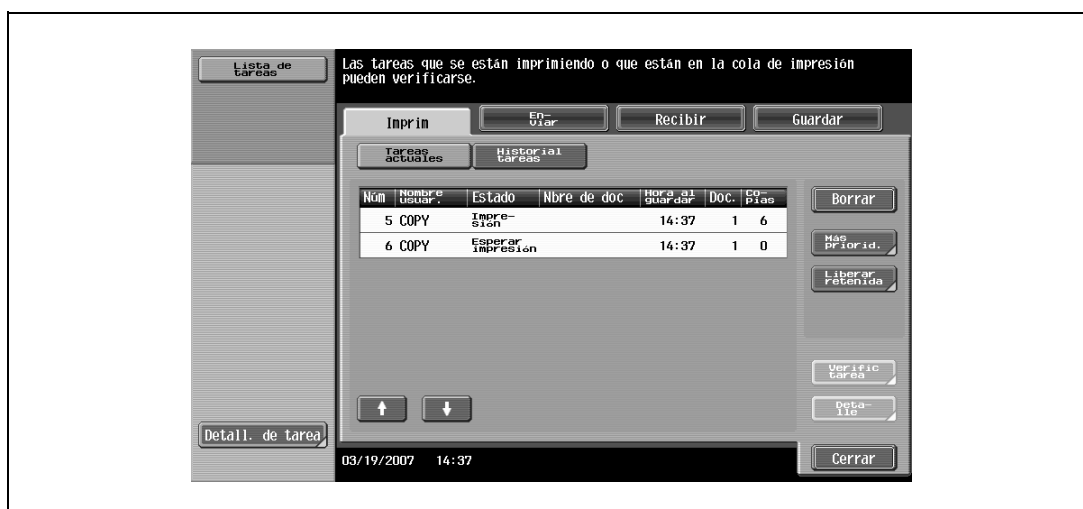 Lista de
tareas
Las tareas que se están imprimiendo o que están en la cola de impresión
pueden verificarse.
Imprim
En-
viar
Recibir
Guardar
Tareas
actuales
Historial
tareas
Núm
Nombre
usuar.
Estado
Nbre de doc
Hora al
guardar
Doc.
Co-
pias
5 COPY Impre-
sión 14:37 1 6
6 COPY Esperar
impresión 14:37 1 0
Borrar
Más
priorid.
Liberar
retenida
Verific
tarea
Deta-
lle
Detall. de tarea
03/19/2007 14:37
Cerrar